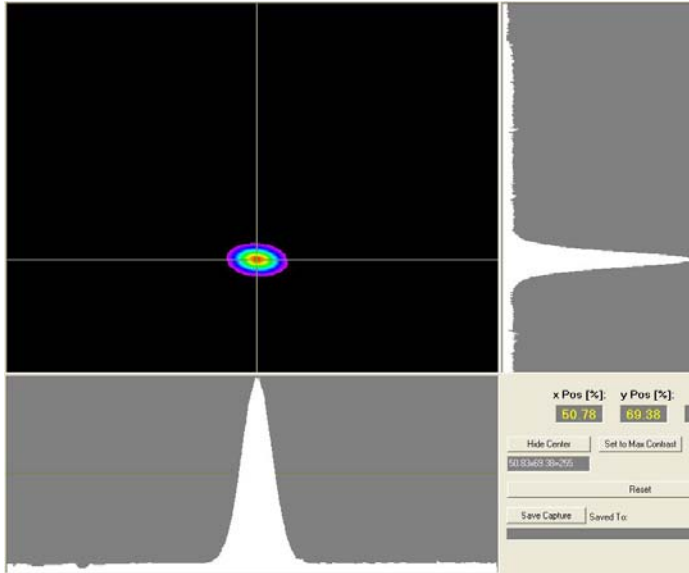 x Pos [%]: y Pos [%]:
50.78 69.38
Hide Center Set to Max Contrast
50.83x69.38=255
Reset
Save Capture Saved To: